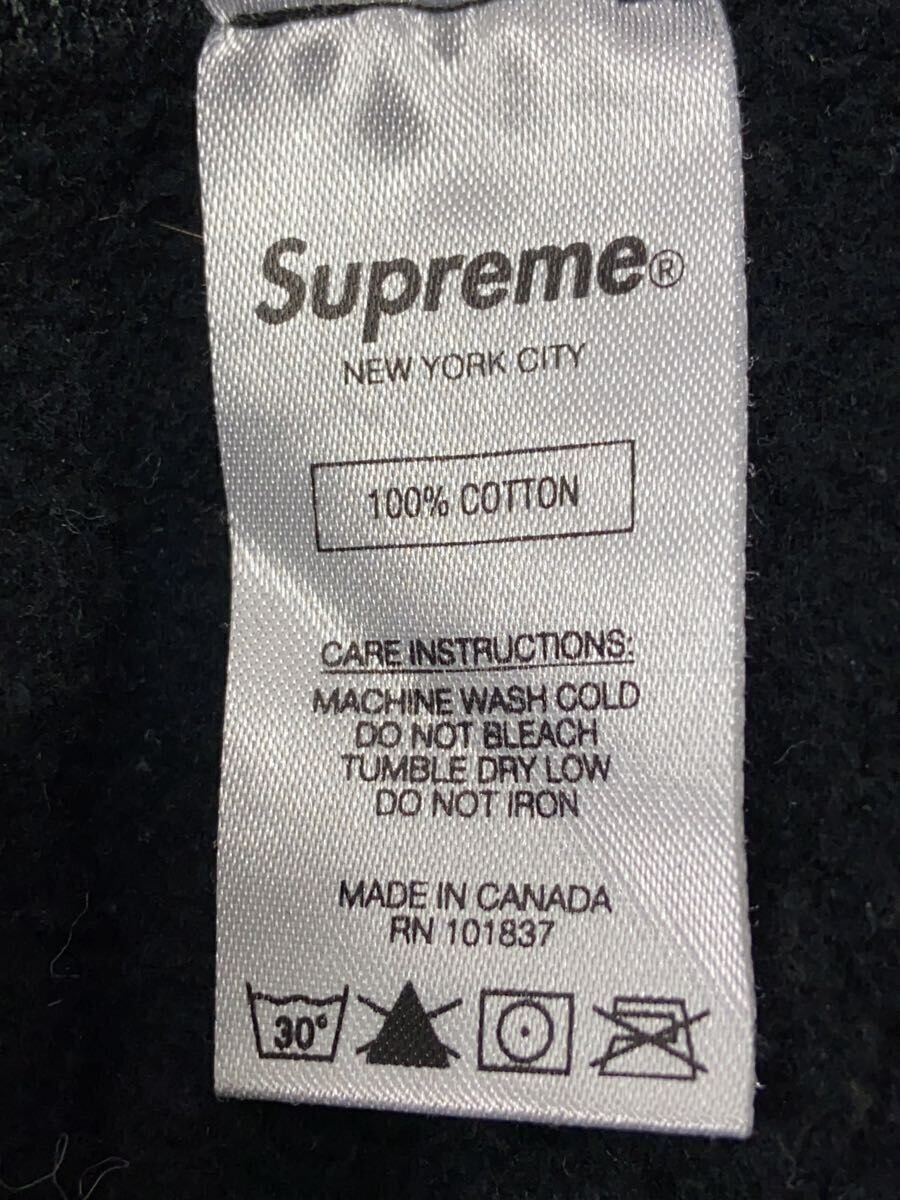 Supreme®
NEW YORK CITY
100% COTTON
CARE INSTRUCTIONS:
MACHINE WASH COLD
DO NOT BLEACH
TUMBLE DRY LOW
DO NOT IRON
MADE IN CANADA
RN 101837
30°